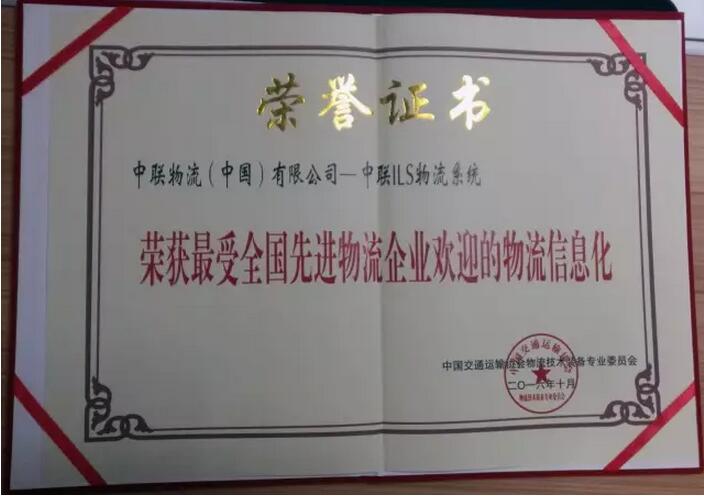 荣誉证书
中联物流（中国）有限公司—中联ILS物流系统
荣获最受全国先进物流企业欢迎的物流信息化
中国交通运输协会物流技术装备专业委员会
二〇一六年十月